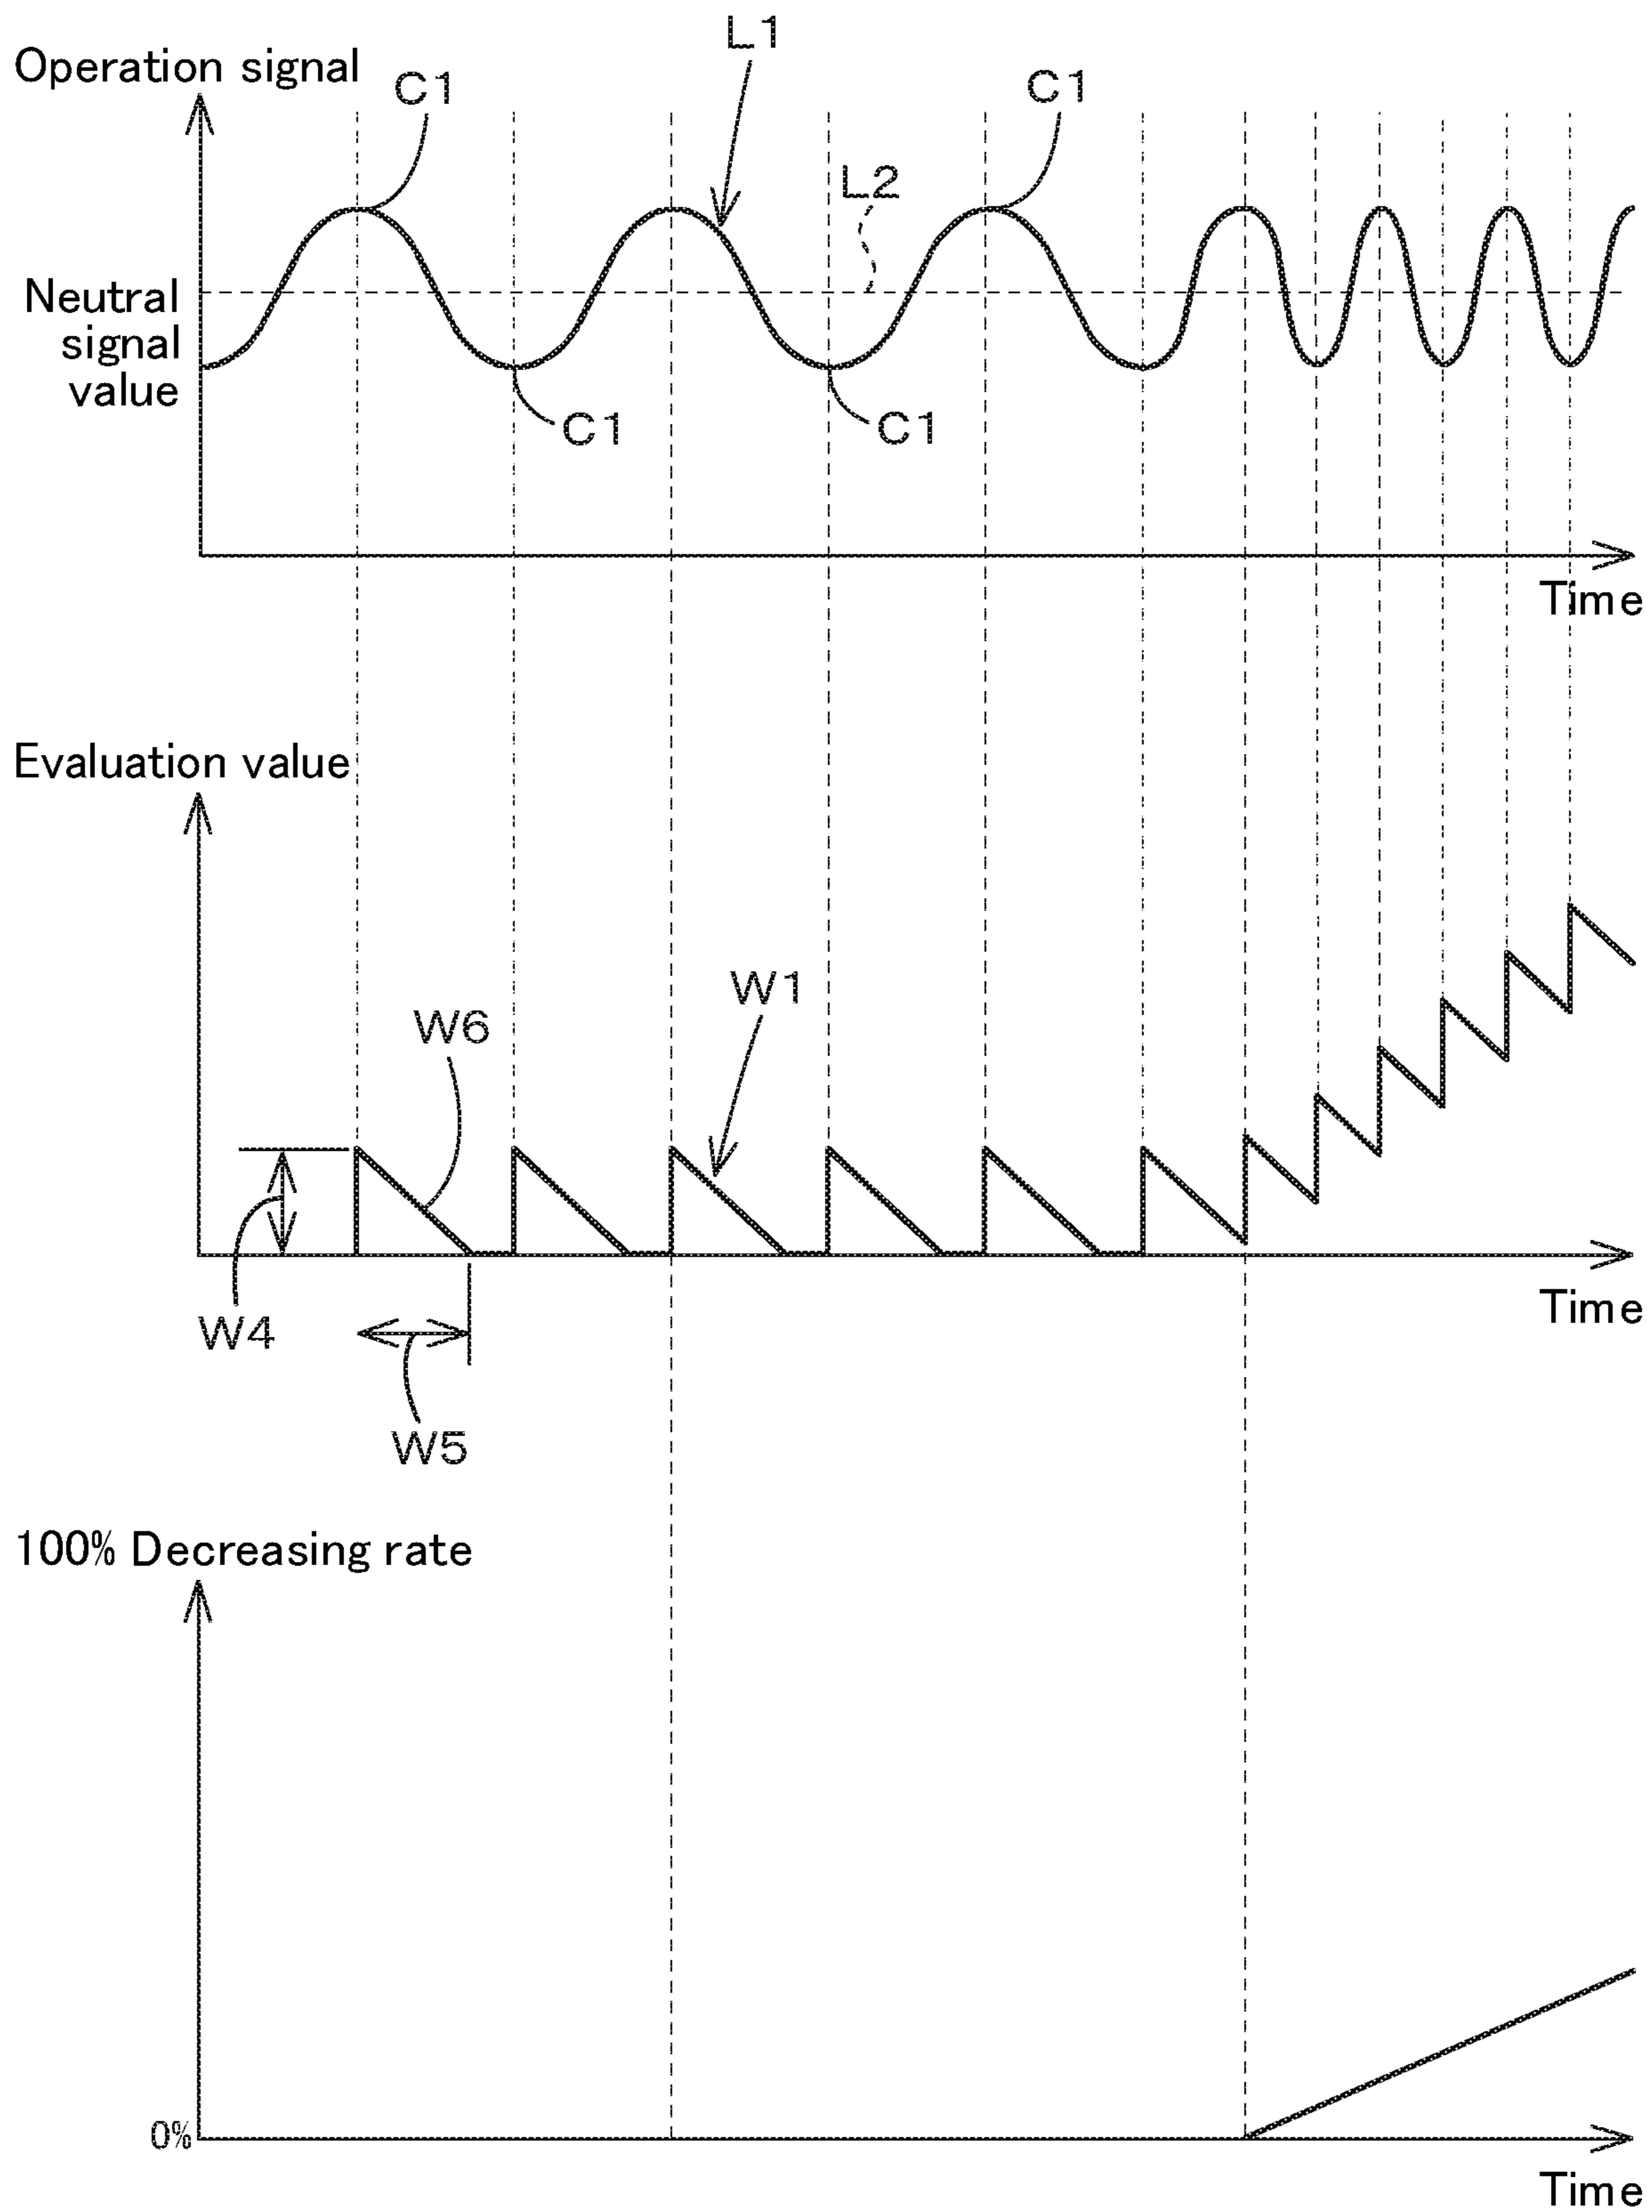 L1
Operation signal
C1
C1
L2
Neutral
signal
value
C1
C1
Time
Evaluation value
W1
W6
W4
Time
W5
100% Decreasing rate
0%
Time